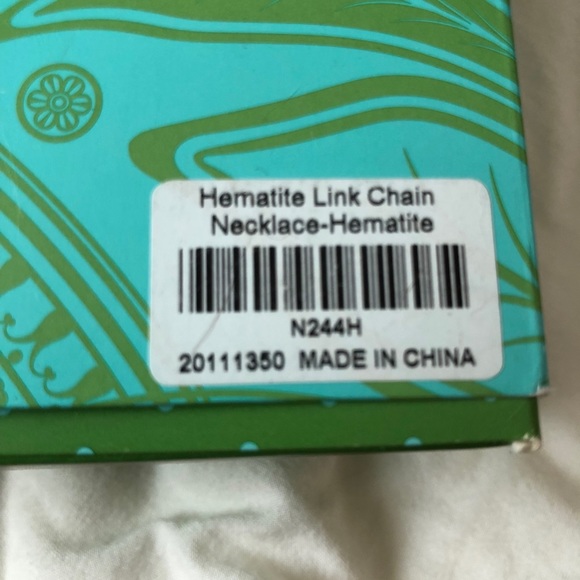 Hematite Link Chain
Necklace-Hematite
N244H
20111350 MADE IN CHINA